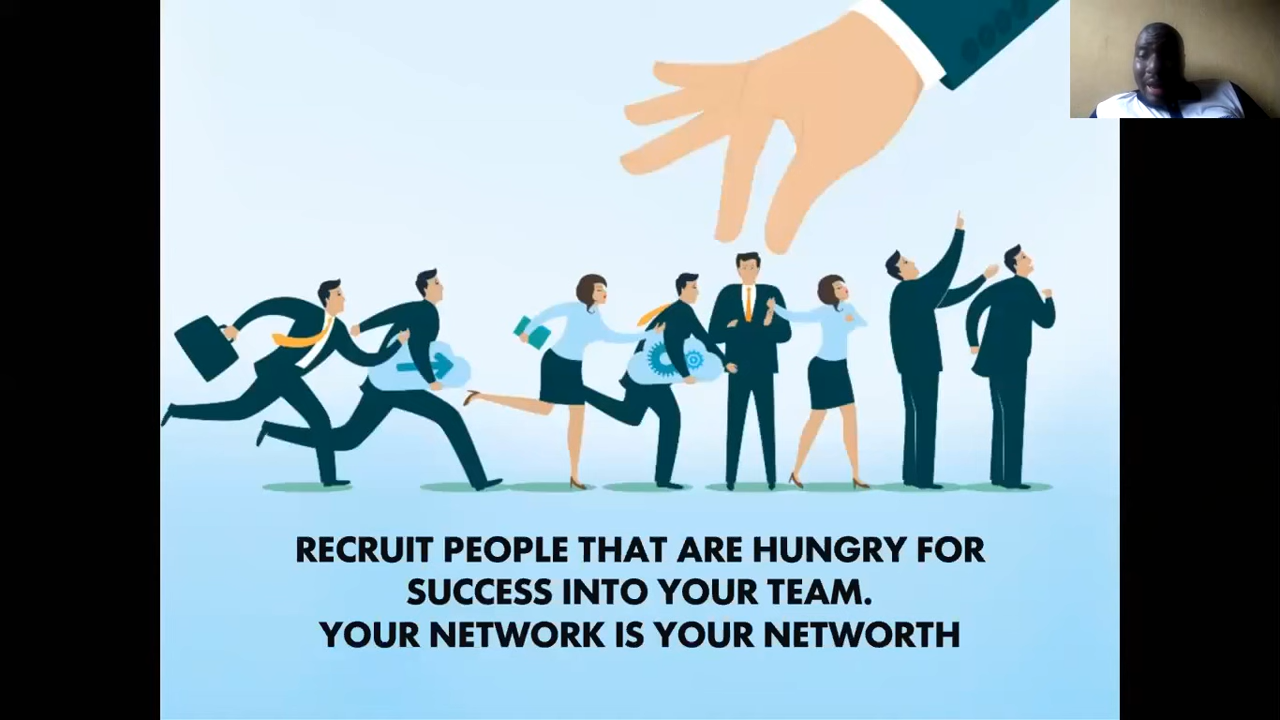 RECRUIT PEOPLE THAT ARE HUNGRY FOR
SUCCESS INTO YOUR TEAM.
YOUR NETWORK IS YOUR NETWORTH